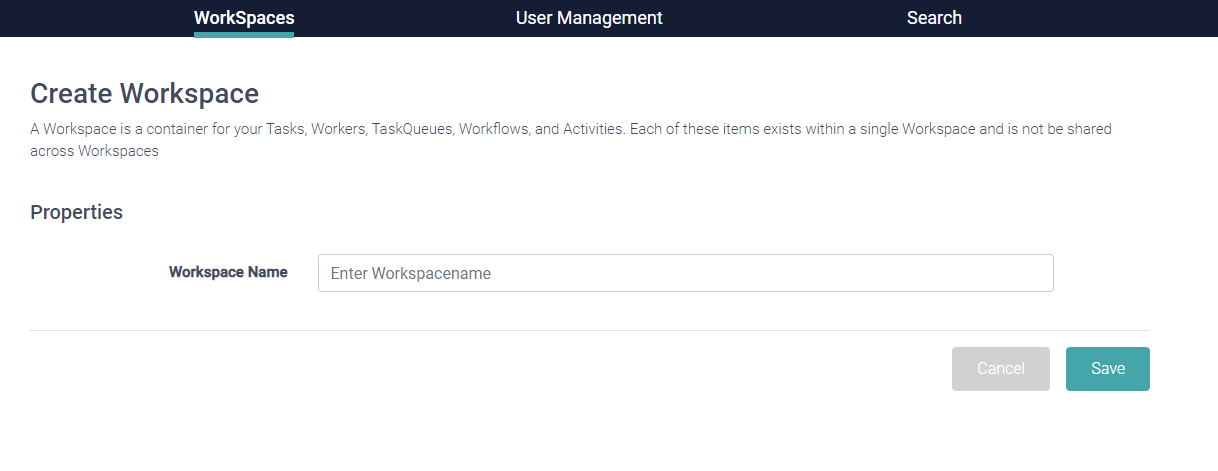 WorkSpaces User Management Search
Create Workspace
A Workspace is a container for your Tasks, Workers, TaskQueues, Workflows, and Activities. Each of these items exists within a single Workspace and is not be shared
across Workspaces
Properties
Workspace Name Enter Workspacename
Cancel Save